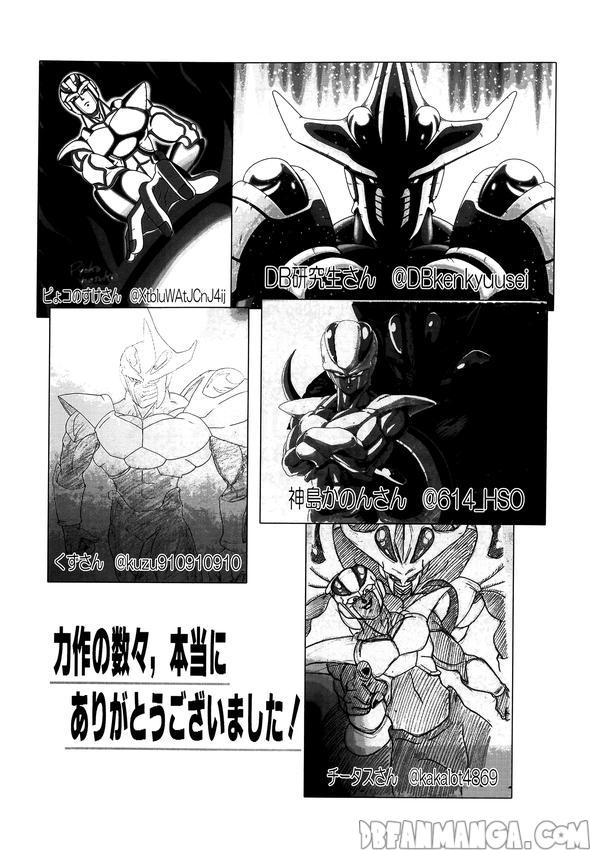 ピョコのすけさん @XtbluWAtJCnJ4ij
DB研究生さん @DBkenkyuusei
神島かのんさん @614_HSO
くずさん @kuzu910910910
力作の数々，本当に
ありがとうございました！
チータスさん @kakalot4869
DBFANMANGA.COM